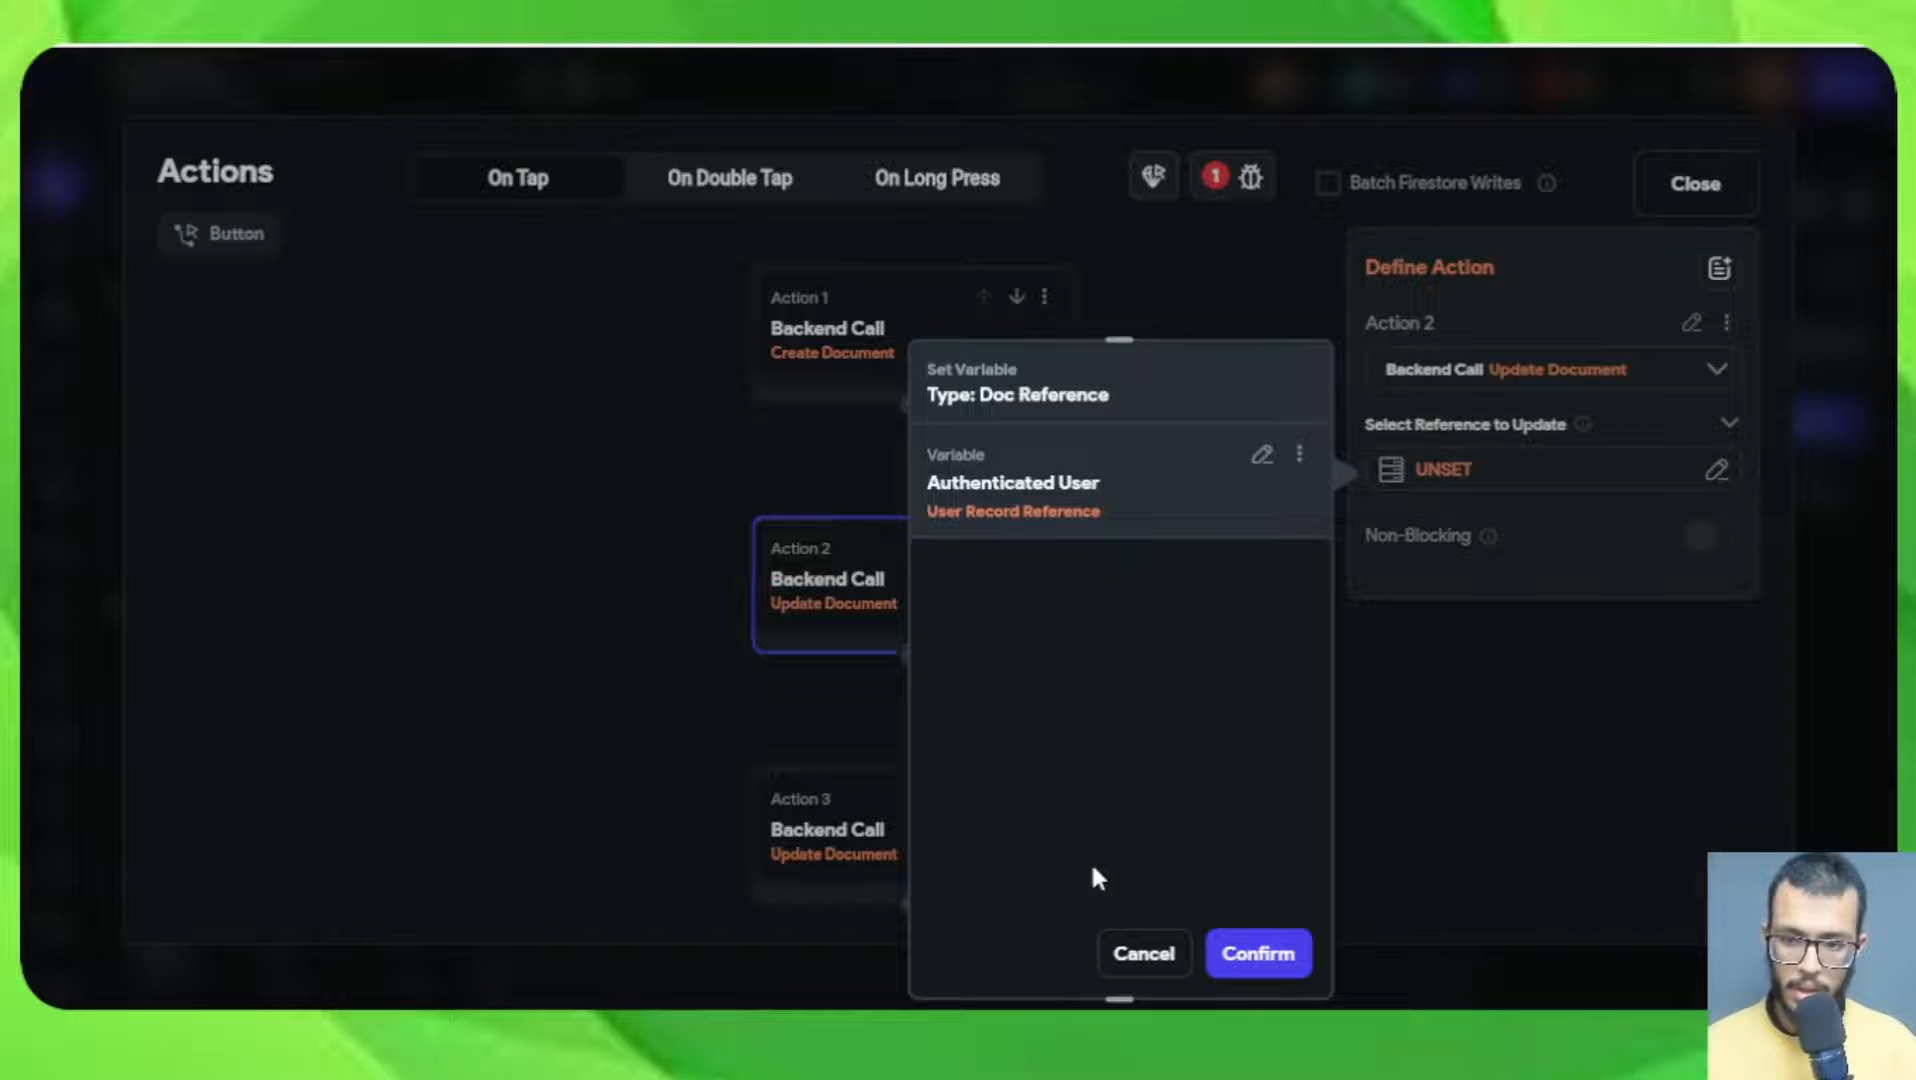 Actions
On Tap
On Double Tap
On Long Press
1
Batch Firestore Writes
Close
Button
Action 1
Backend Call
Create Document
Define Action
Action 2
Backend Call Update Document
Select Reference to Update
UNSET
Non-Blocking
Set Variable
Type: Doc Reference
Variable
Authenticated User
User Record Reference
Action 2
Backend Call
Update Document
Action 3
Backend Call
Update Document
Cancel
Confirm